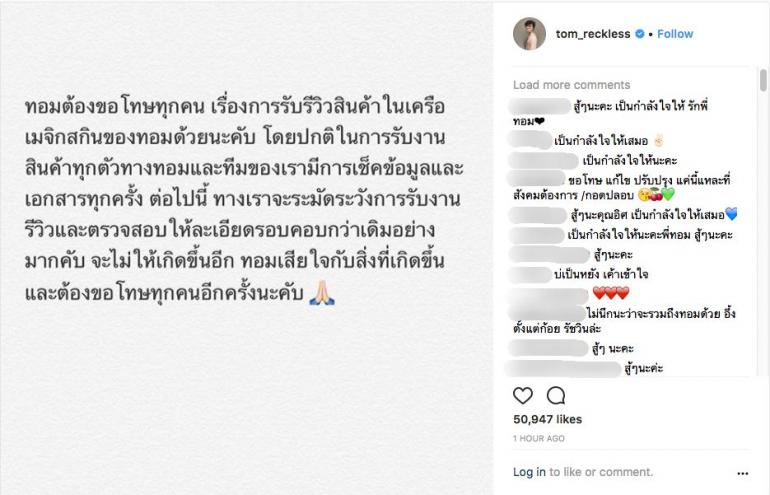 ทอมต้องขอโทษทุกคน เรื่องการรับรีวิวสินค้าในเครือ
เมจิกสกินของทอมด้วยนะคับ โดยปกติในการรับงาน
สินค้าทุกตัวทางทอมและทีมของเรามีการเช็คข้อมูลและ
เอกสารทุกครั้ง ต่อไปนี้ ทางเราจะระมัดระวังการรับงาน
รีวิวและตรวจสอบให้ละเอียดรอบคอบกว่าเดิมอย่าง
มากคับ จะไม่ให้เกิดขึ้นอีก ทอมเสียใจกับสิ่งที่เกิดขึ้น
และต้องขอโทษทุกคนอีกครั้งนะคับ 🙏🏻
tom_reckless • Follow
Load more comments
สู้ๆนะคะ เป็นกำลังใจให้ รักพี่
ทอม❤
เป็นกำลังใจให้เสมอ ✌🏻
เป็นกำลังใจให้นะคะ
ขอโทษ แก้ไข ปรับปรุง แค่นี้แหละที่
สังคมต้องการ /กอดปลอบ 😘🍒💚
สู้ๆนะคุณอิศ เป็นกำลังใจให้เสมอ💙
เป็นกำลังใจให้นะคะพี่ทอม สู้ๆนะคะ
สู้ๆนะคะ
บ่เป็นหยัง เค้าเข้าใจ
❤❤❤
ไม่นึกนะว่าจะรวมถึงทอมด้วย อึ้ง
ตั้งแต่ก้อย รัชวินล่ะ
สู้ๆ นะคะ
สู้ๆนะค่ะ
50,947 likes
1 HOUR AGO
Log in to like or comment.